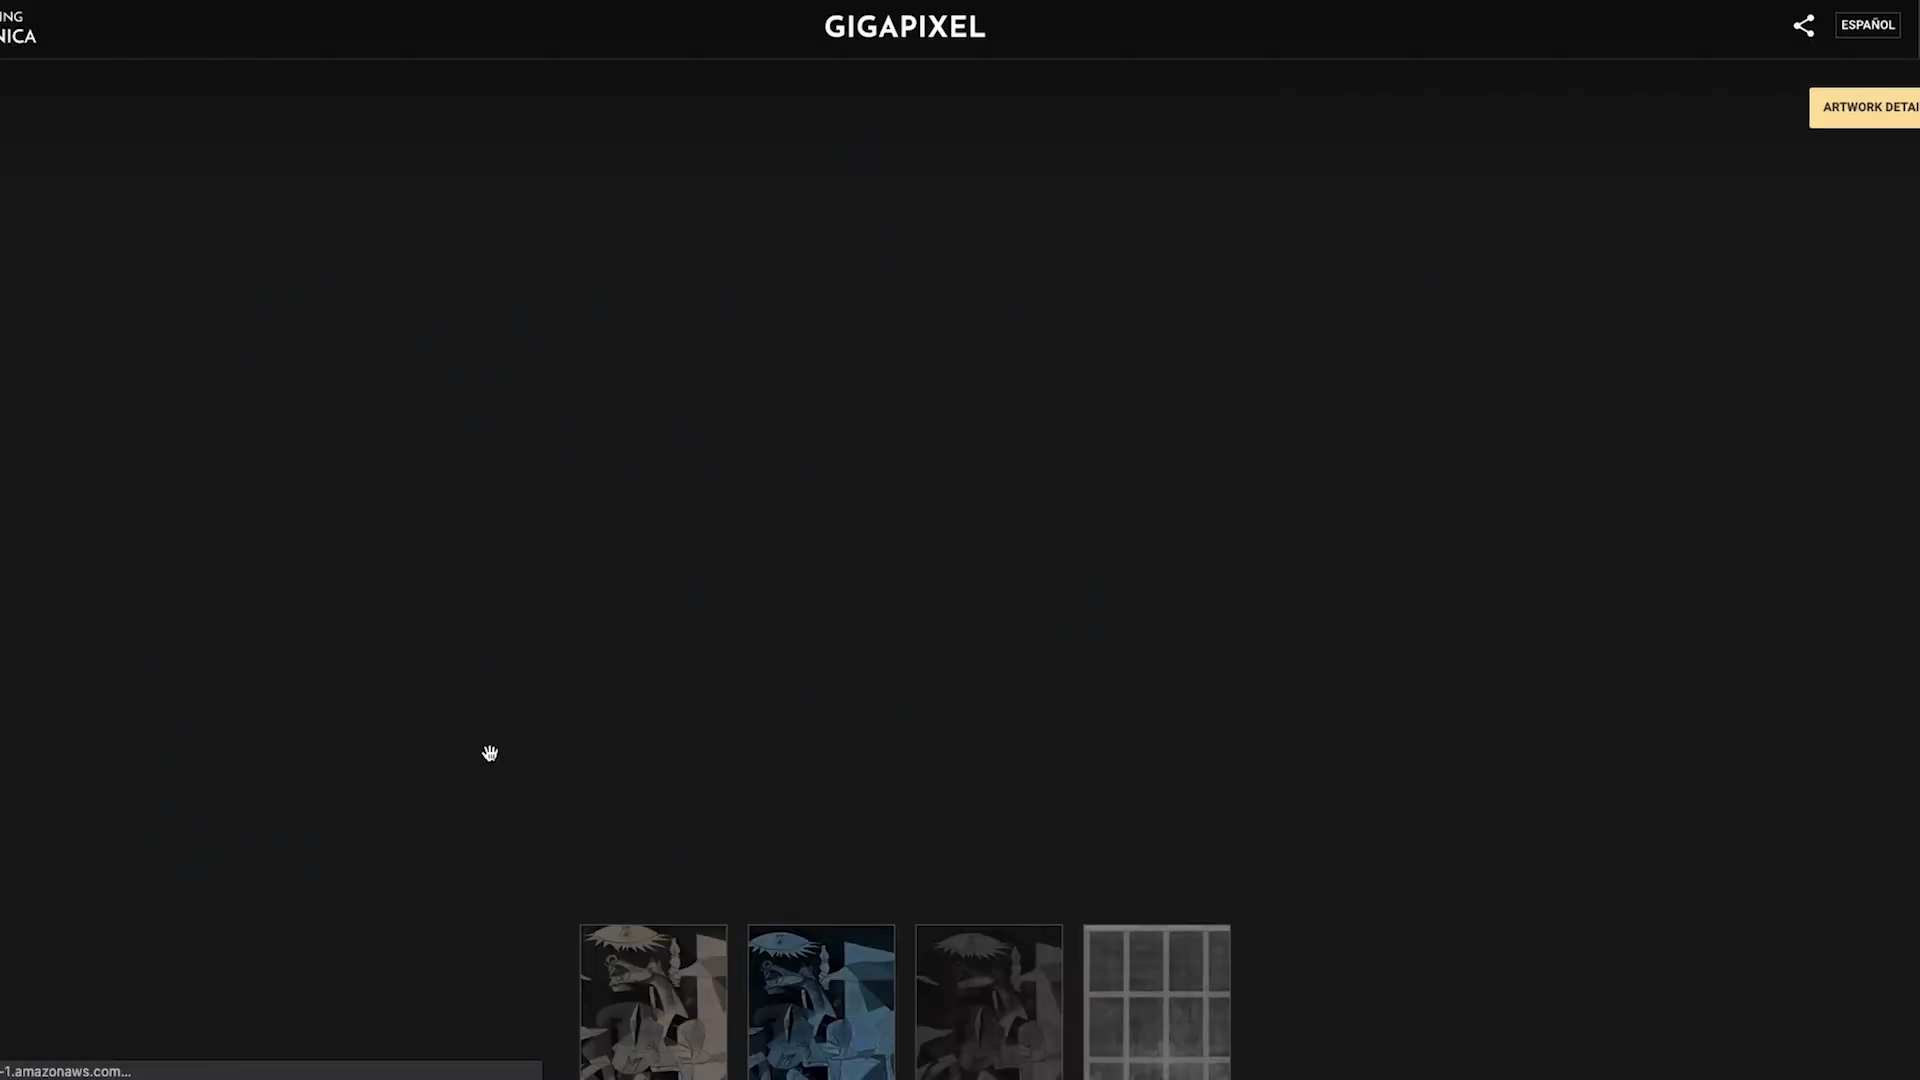 ING
NICA
GIGAPIXEL
ESPAÑOL
ARTWORK DETAI
-1.amazonaws.com...